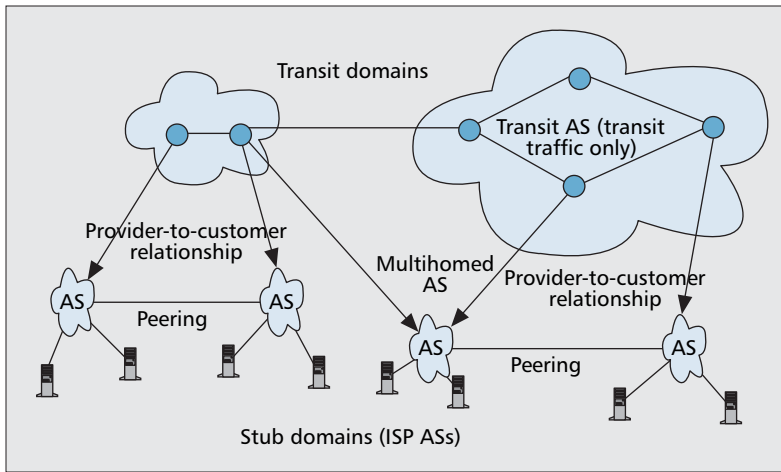 Transit domains
Transit AS (transit
traffic only)
Provider-to-customer
relationship
Multihomed
AS
Provider-to-customer
relationship
AS
Peering
AS
AS
Peering
AS
Stub domains (ISP ASs)